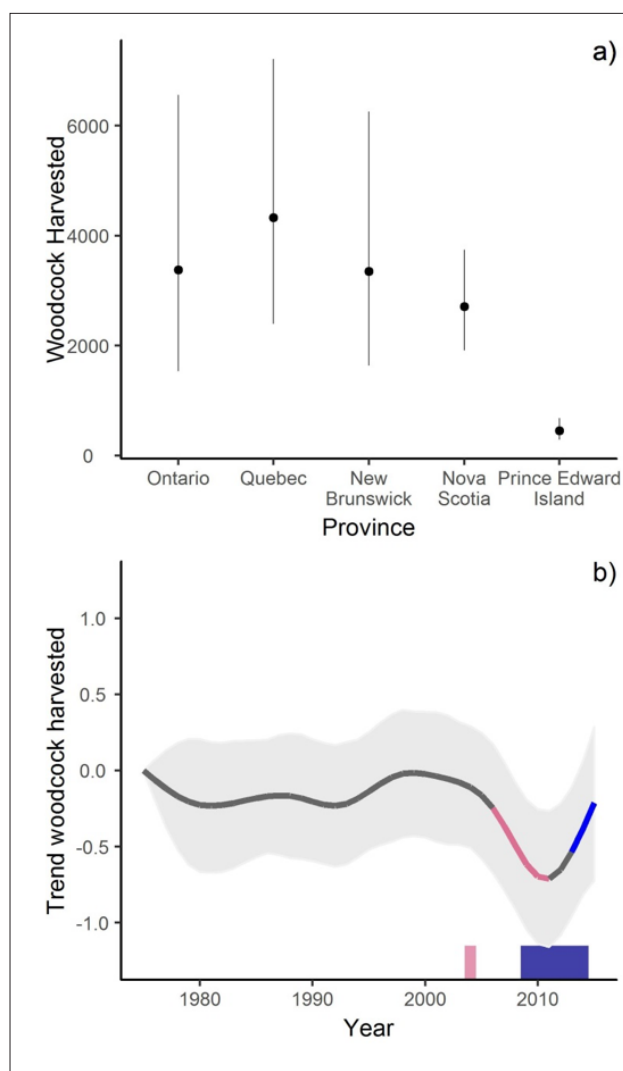 a)
Woodcock Harvested
6000
4000
2000
0
Ontario Quebec New Brunswick Nova Scotia Prince Edward Island
Province
b)
Trend woodcock harvested
1.0
0.5
0.0
-0.5
-1.0
1980 1990 2000 2010
Year